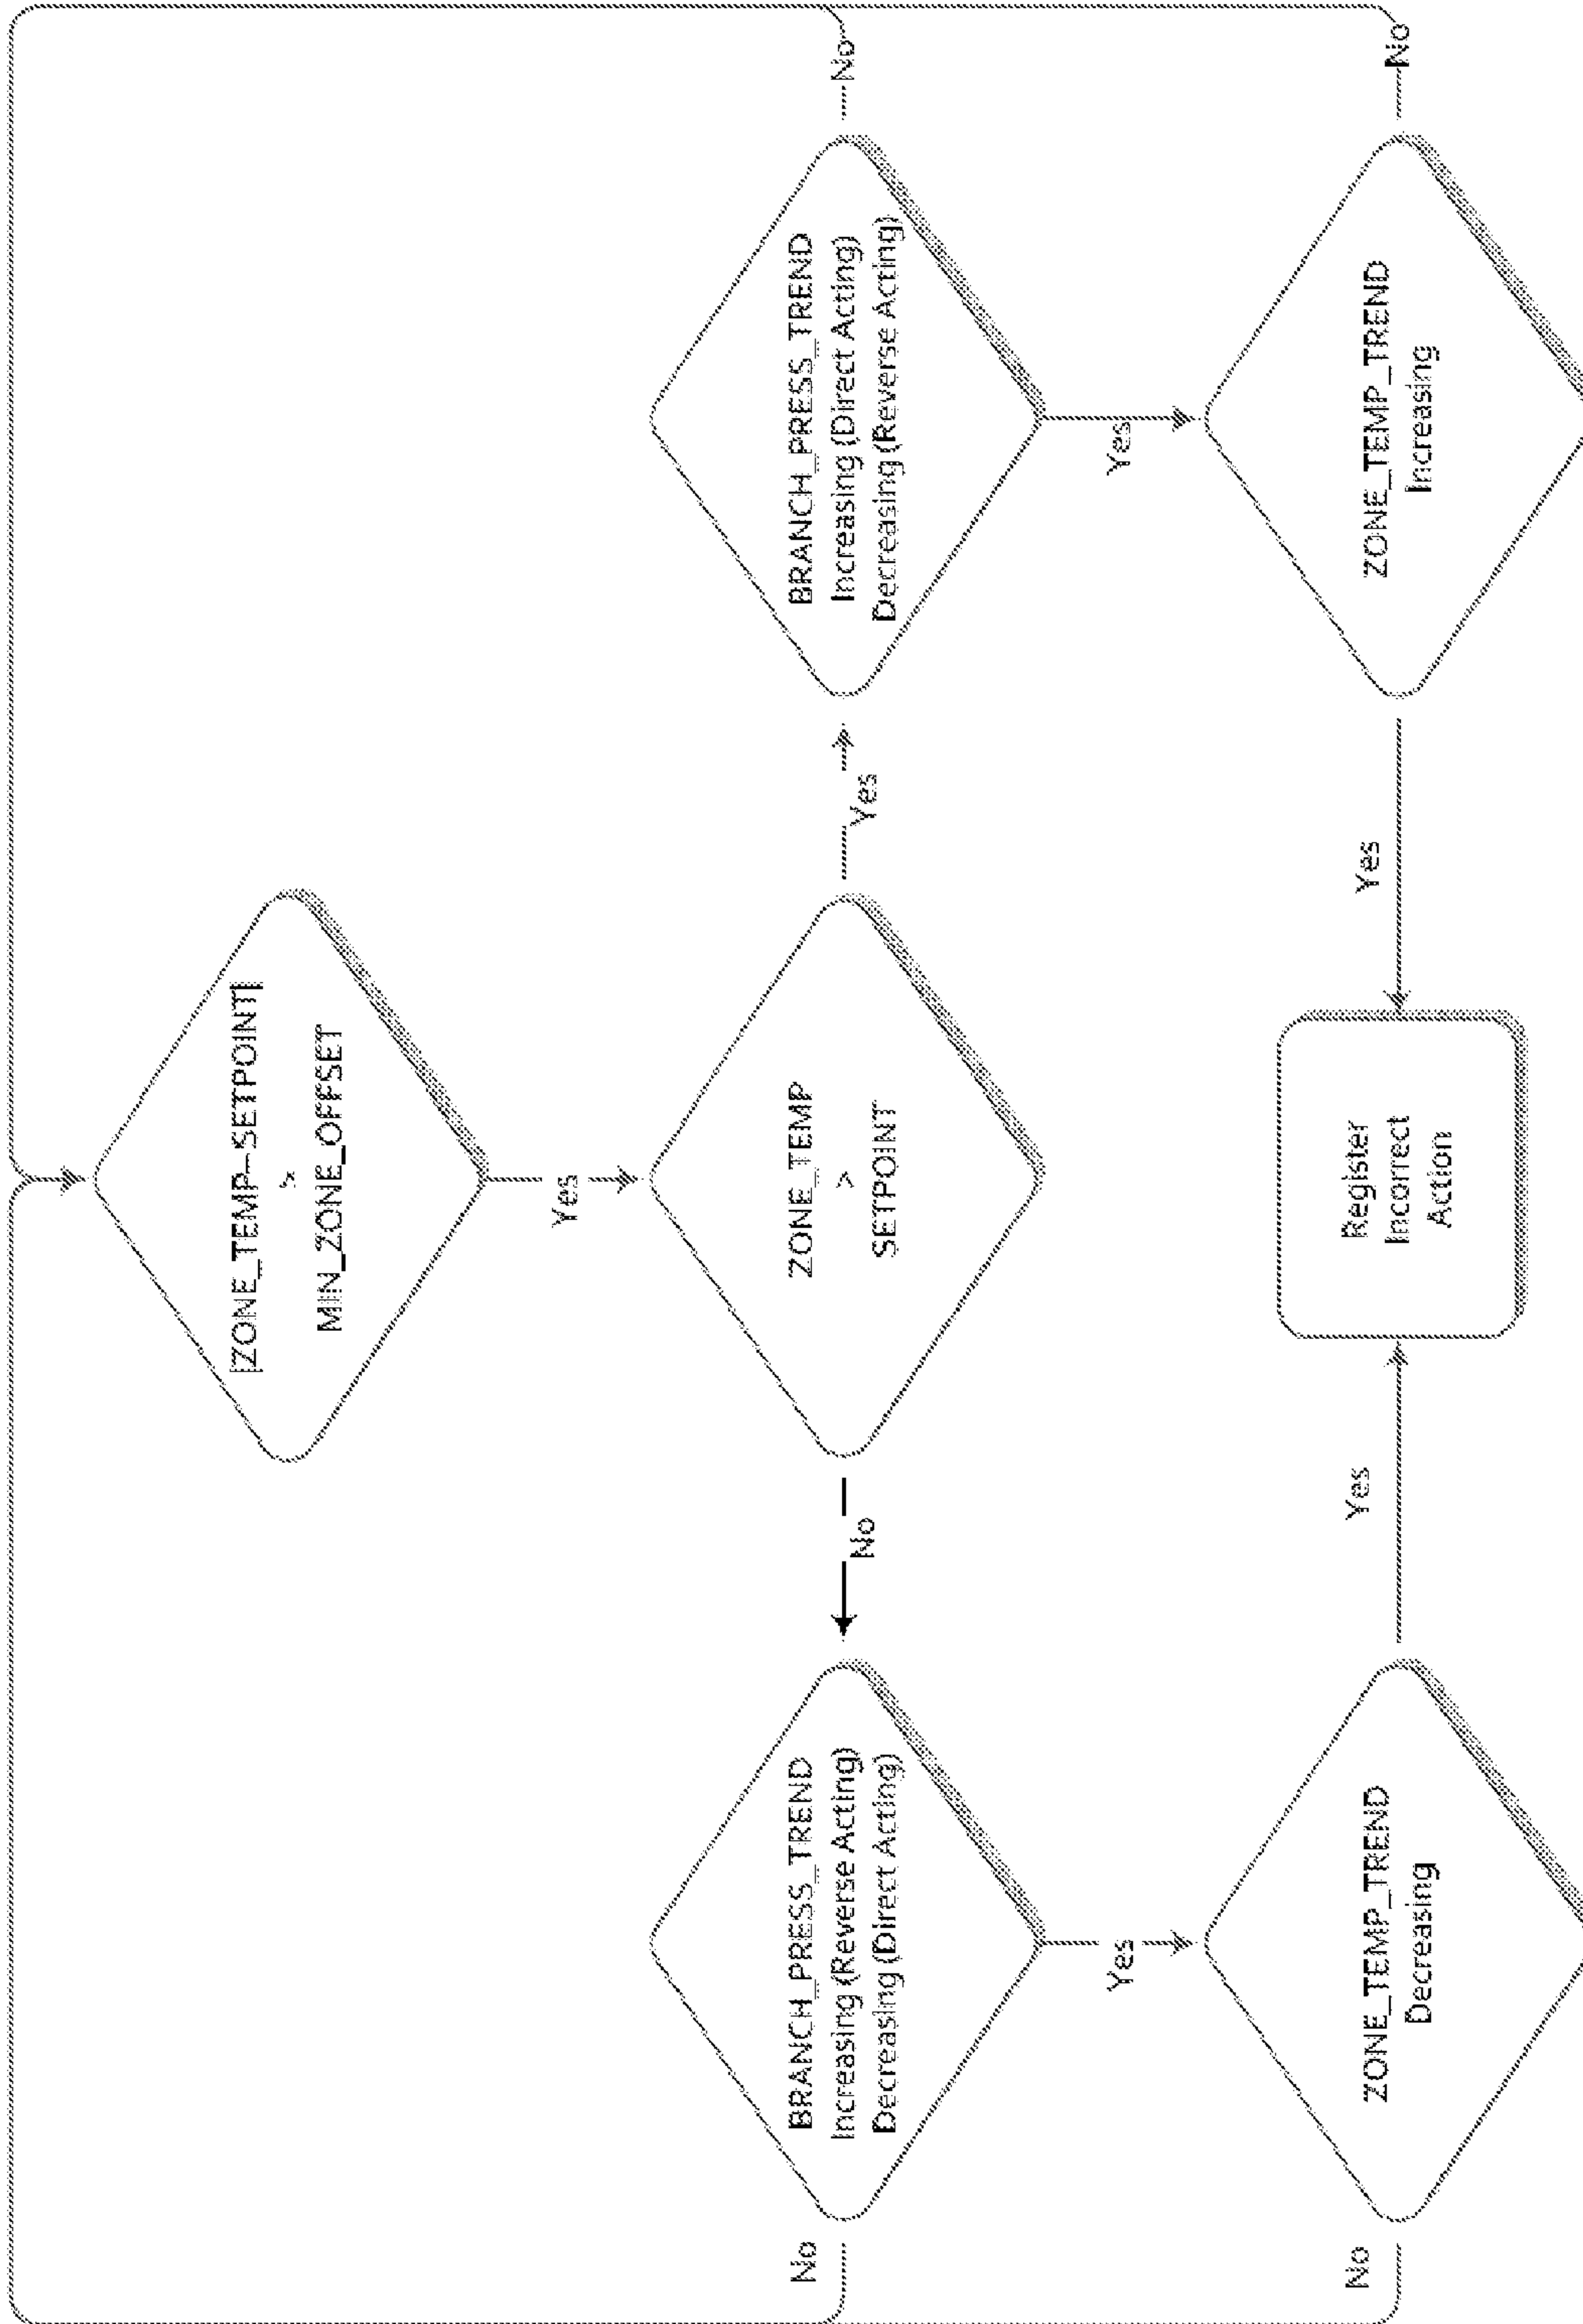 |ZONE_TEMP–SETPOINT|
>
MIN_ZONE_OFFSET
Yes
ZONE_TEMP
>
SETPOINT
No
Yes
BRANCH_PRESS_TREND
Increasing (Reverse Acting)
Decreasing (Direct Acting)
No
Yes
BRANCH_PRESS_TREND
Increasing (Direct Acting)
Decreasing (Reverse Acting)
No
Yes
ZONE_TEMP_TREND
Decreasing
No
Yes
Register
Incorrect
Action
Yes
ZONE_TEMP_TREND
Increasing
No